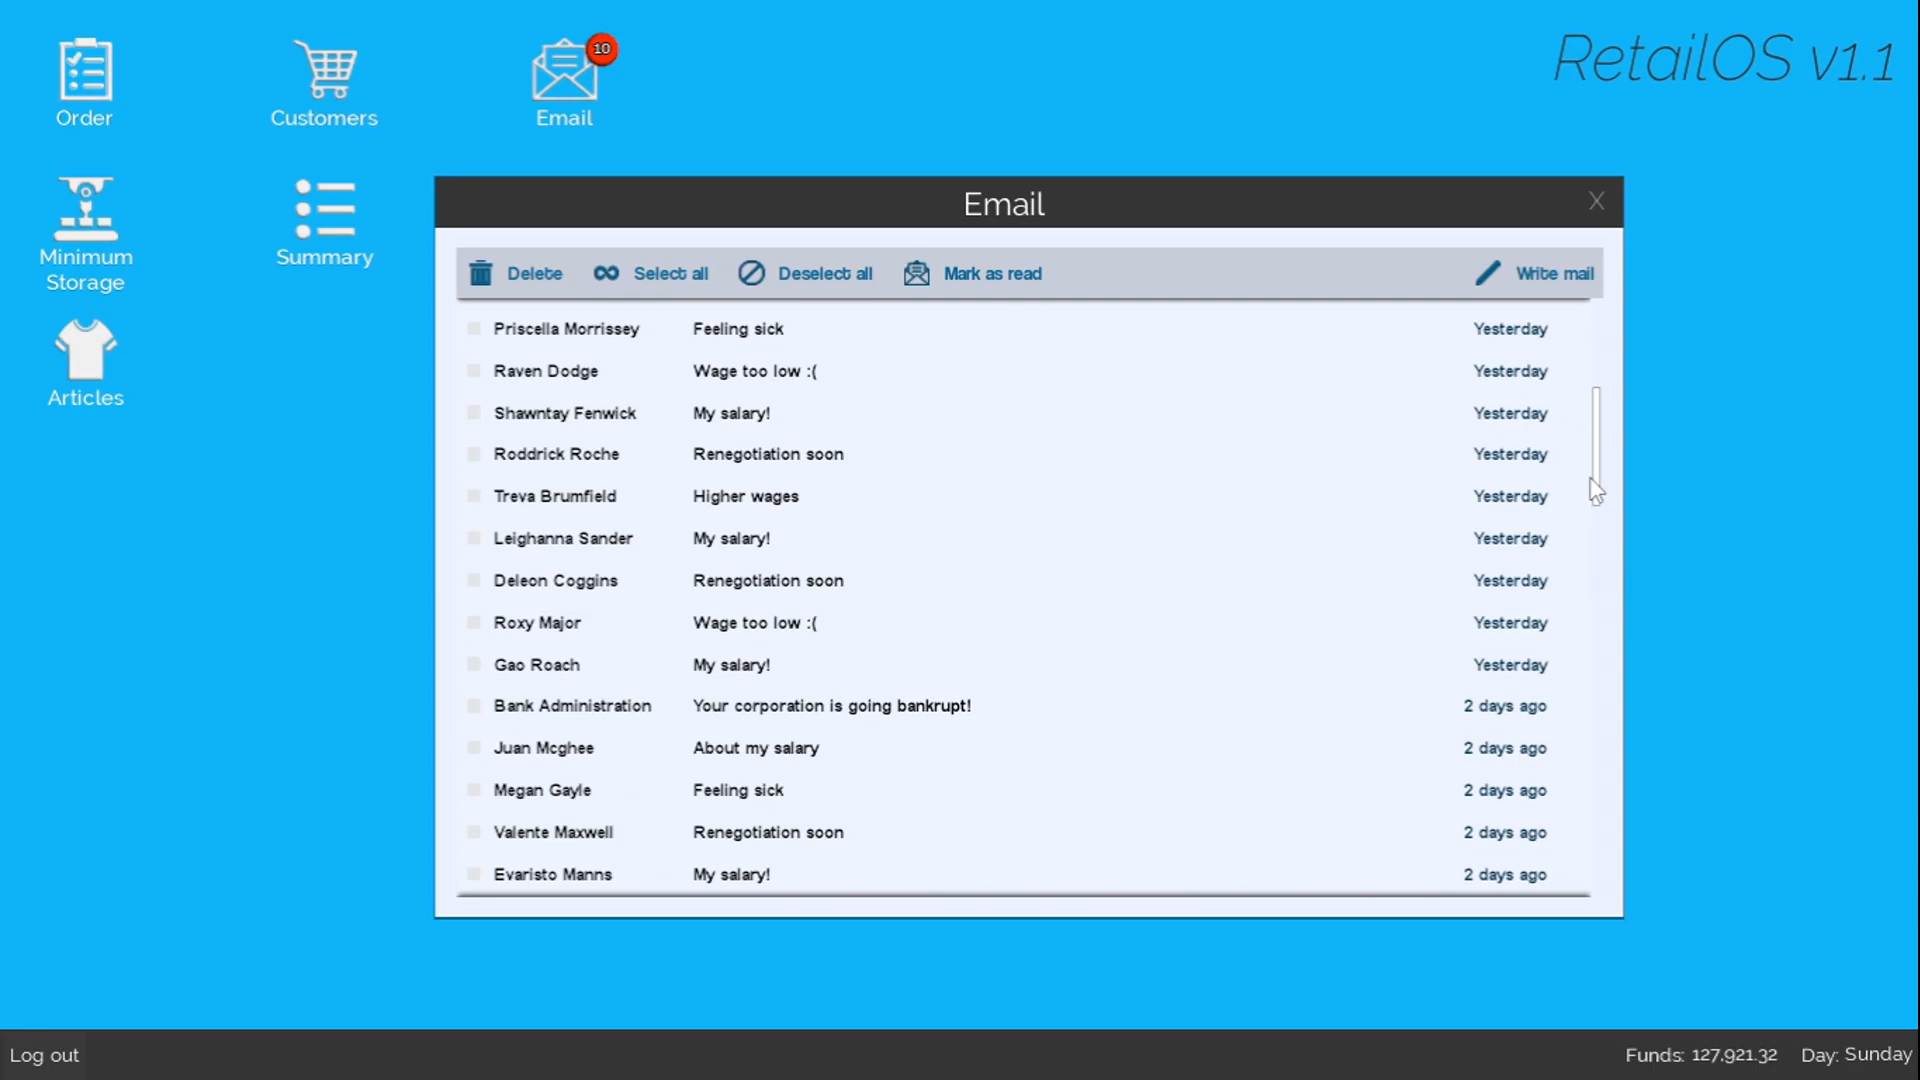 RetailOS v1.1
Order
Customers
10
Email
Minimum
Storage
Summary
Articles
Email
X
Delete Select all Deselect all Mark as read Write mail
Priscella Morrissey Feeling sick Yesterday
Raven Dodge Wage too low :( Yesterday
Shawntay Fenwick My salary! Yesterday
Roddrick Roche Renegotiation soon Yesterday
Treva Brumfield Higher wages Yesterday
Leighanna Sander My salary! Yesterday
Deleon Coggins Renegotiation soon Yesterday
Roxy Major Wage too low :( Yesterday
Gao Roach My salary! Yesterday
Bank Administration Your corporation is going bankrupt! 2 days ago
Juan Mcghee About my salary 2 days ago
Megan Gayle Feeling sick 2 days ago
Valente Maxwell Renegotiation soon 2 days ago
Evaristo Manns My salary! 2 days ago
Log out Funds: 127,921.32 Day: Sunday